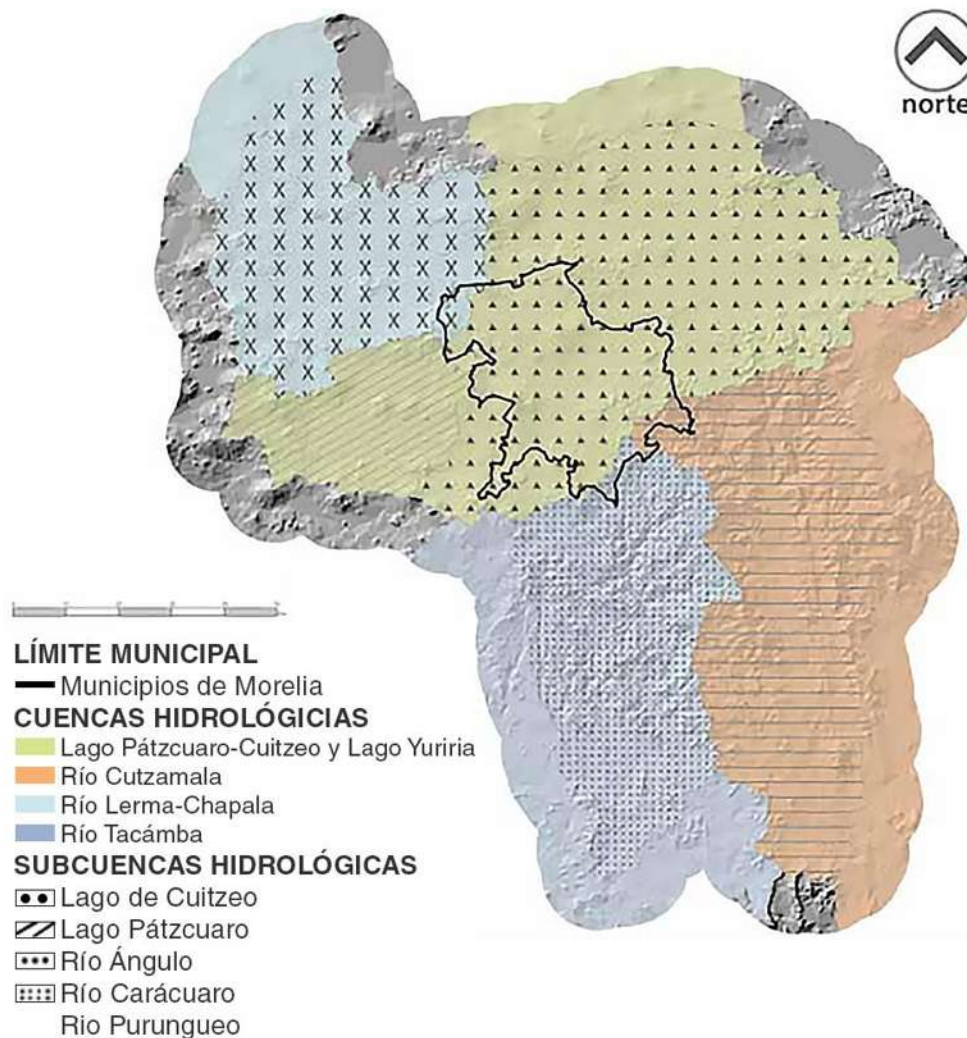 norte
LÍMITE MUNICIPAL
Municipios de Morelia
CUENCAS HIDROLÓGICIAS
Lago Pátzcuaro-Cuitzeo y Lago Yuriria
Río Cutzamala
Río Lerma-Chapala
Río Tacámba
SUBCUENCAS HIDROLÓGICAS
Lago de Cuitzeo
Lago Pátzcuaro
Río Ángulo
Río Carácuaro
Rio Purungueo